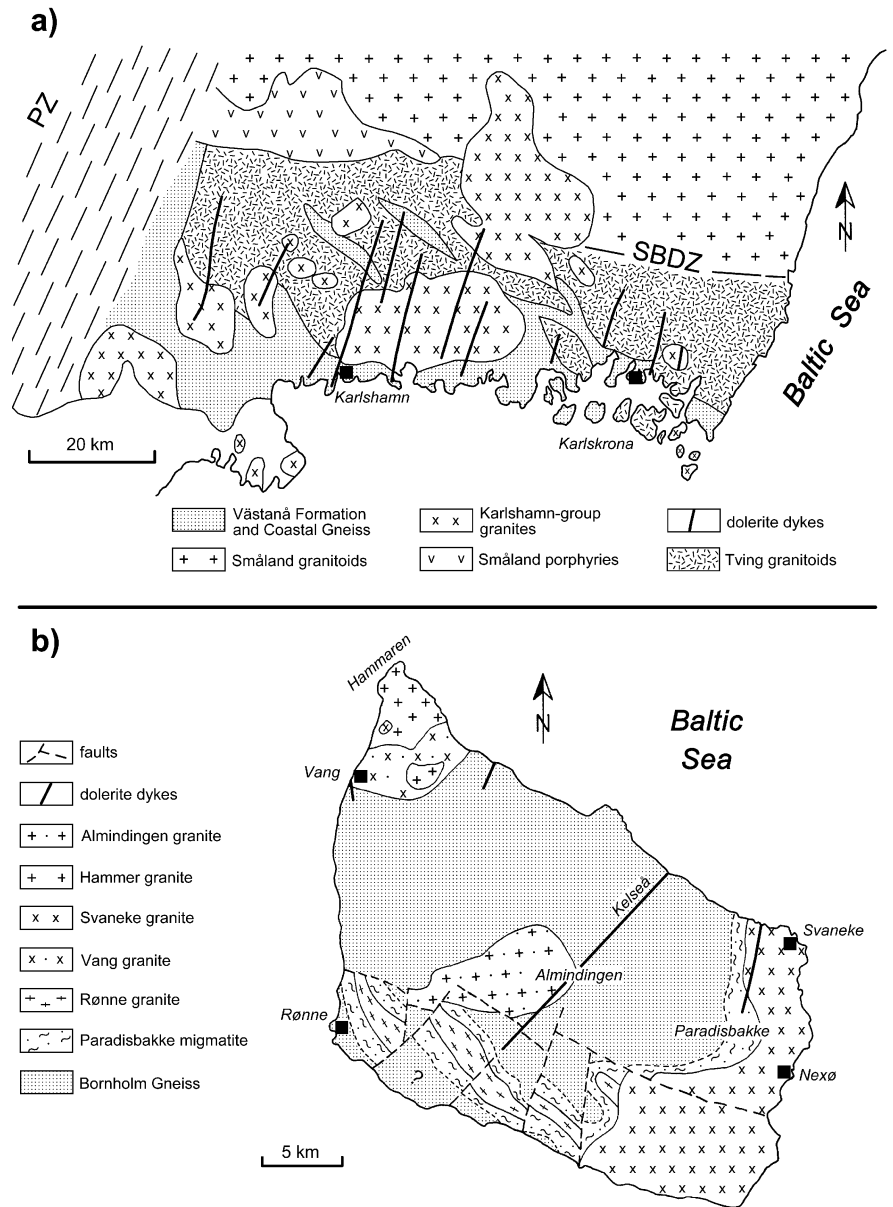 a)
PZ
N
SBDZ
Baltic Sea
Karlshamn
Karlskrona
20 km
Västanå Formation
and Coastal Gneiss
Karlshamn-group
granites
dolerite dykes
Småland granitoids
Småland porphyries
Tving granitoids
b)
Hammaren
N
Baltic
Sea
faults
Vang
dolerite dykes
Almindingen granite
Hammer granite
Kelseå
Svaneke granite
Svaneke
Vang granite
Almindingen
Rønne granite
Rønne
Paradisbakke
Paradisbakke migmatite
Nexø
Bornholm Gneiss
?
5 km